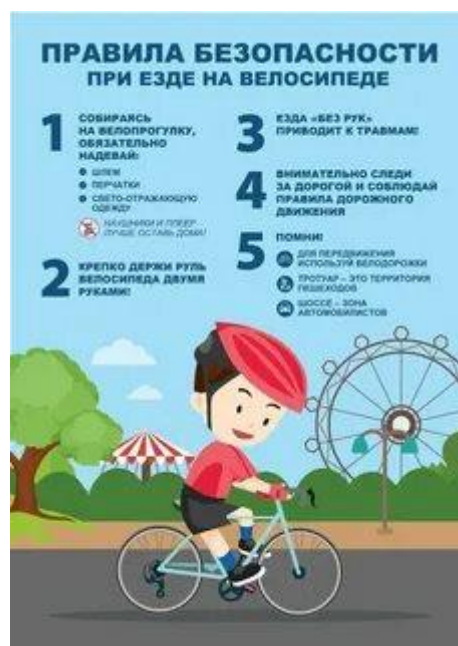 ПРАВИЛА БЕЗОПАСНОСТИ
ПРИ ЕЗДЕ НА ВЕЛОСИПЕДЕ
1
СОБИРАЯСЬ
НА ВЕЛОПРОГУЛКУ,
ОБЯЗАТЕЛЬНО
НАДЕВАЙ:
ШЛЕМ
ПЕРЧАТКИ
СВЕТО-ОТРАЖАЮЩУЮ
ОДЕЖДУ
НАУШНИКИ И ПЛЕЕР
ЛУЧШЕ ОСТАВЬ ДОМА!
2
КРЕПКО ДЕРЖИ РУЛЬ
ВЕЛОСИПЕДА ДВУМЯ
РУКАМИ!
3
ЕЗДА «БЕЗ РУК»
ПРИВОДИТ К ТРАВМАМ!
4
ВНИМАТЕЛЬНО СЛЕДИ
ЗА ДОРОГОЙ И СОБЛЮДАЙ
ПРАВИЛА ДОРОЖНОГО
ДВИЖЕНИЯ
5
ПОМНИ!
ДЛЯ ПЕРЕДВИЖЕНИЯ
ИСПОЛЬЗУЙ ВЕЛОДОРОЖКИ
ТРОТУАР – ЭТО ТЕРРИТОРИЯ
ПЕШЕХОДОВ
ШОССЕ – ЗОНА
АВТОМОБИЛИСТОВ